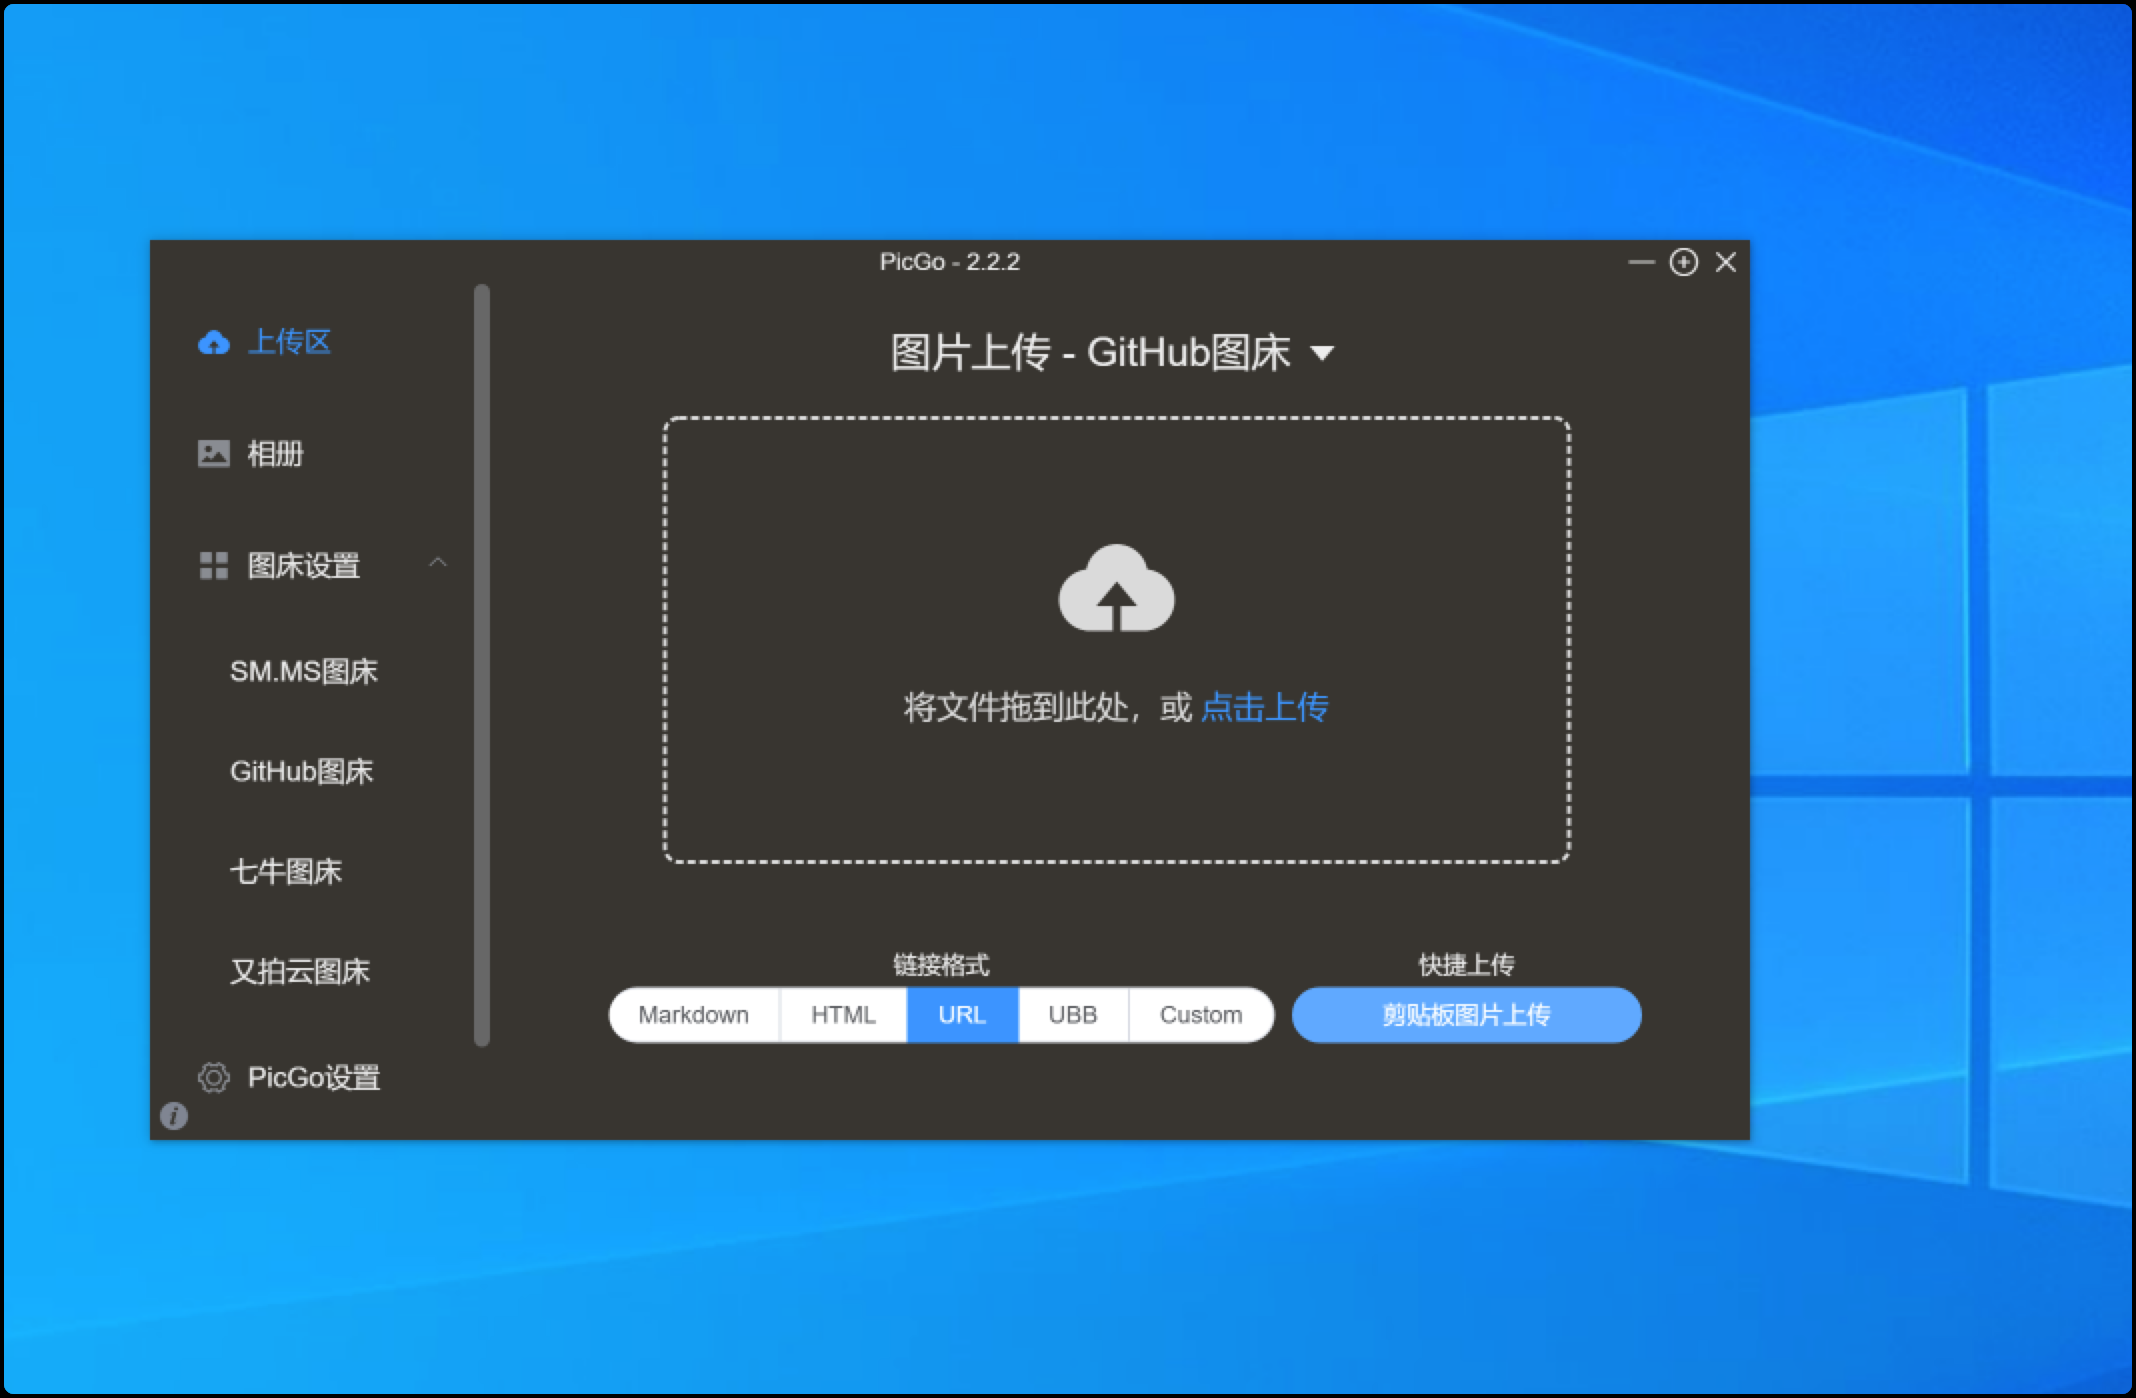 PicGo - 2.2.2
上传区
相册
图床设置
SM.MS图床
GitHub图床
七牛图床
又拍云图床
PicGo设置
图片上传 - GitHub图床
将文件拖到此处，或 点击上传
链接格式
Markdown HTML URL UBB Custom
快捷上传
剪贴板图片上传